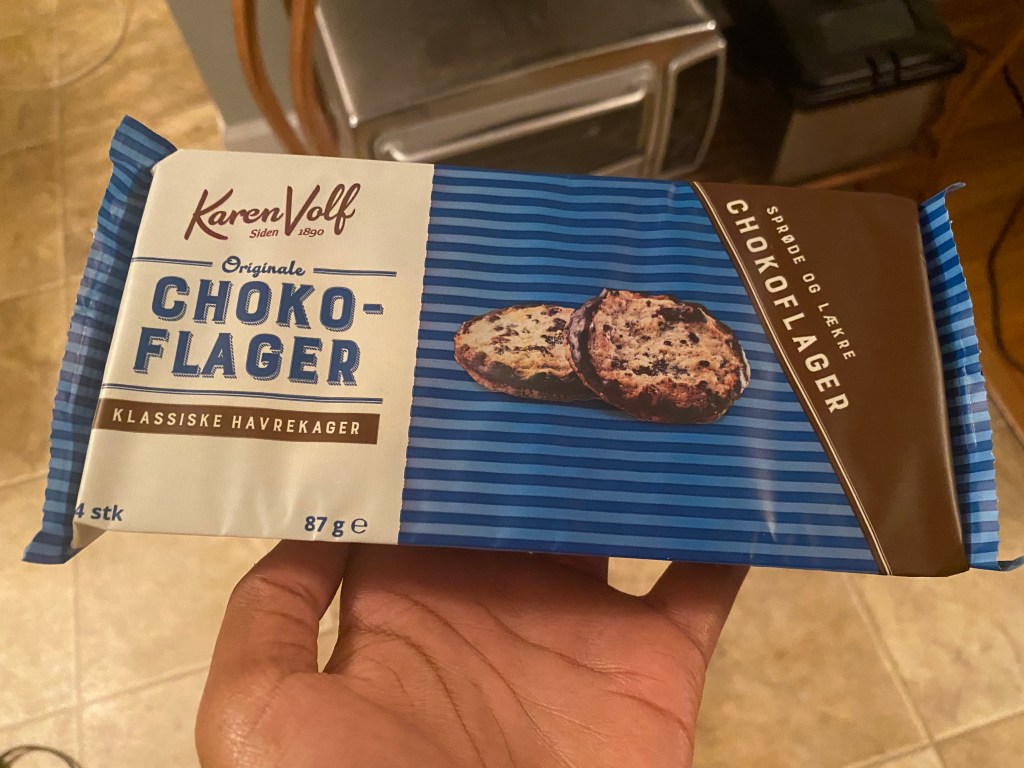 Karen Volf
Siden 1890
Originale
CHOKO-
FLAGER
KLASSISKE HAVREKAGER
4 stk
87 g ℮
SPRØDE OG LÆKRE
CHOKOFLAGER